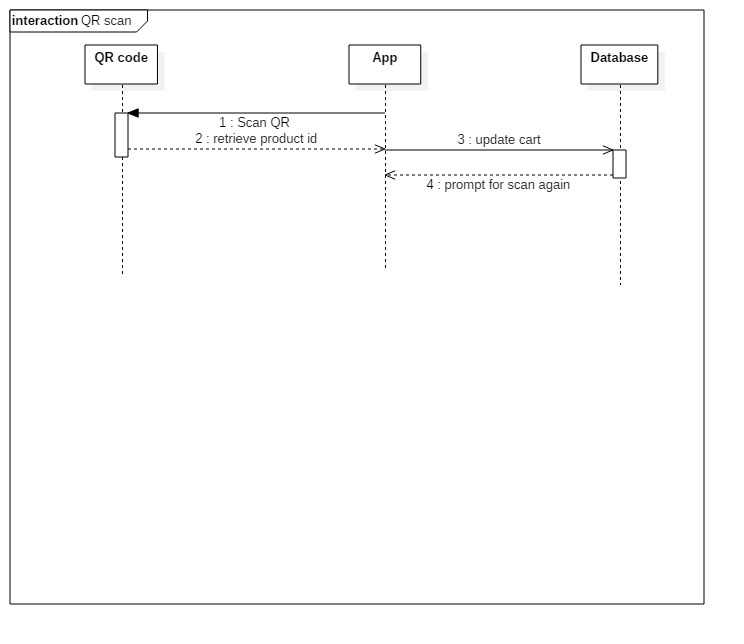 interaction QR scan
QR code
App
Database
1 : Scan QR
2 : retrieve product id
3 : update cart
4 : prompt for scan again